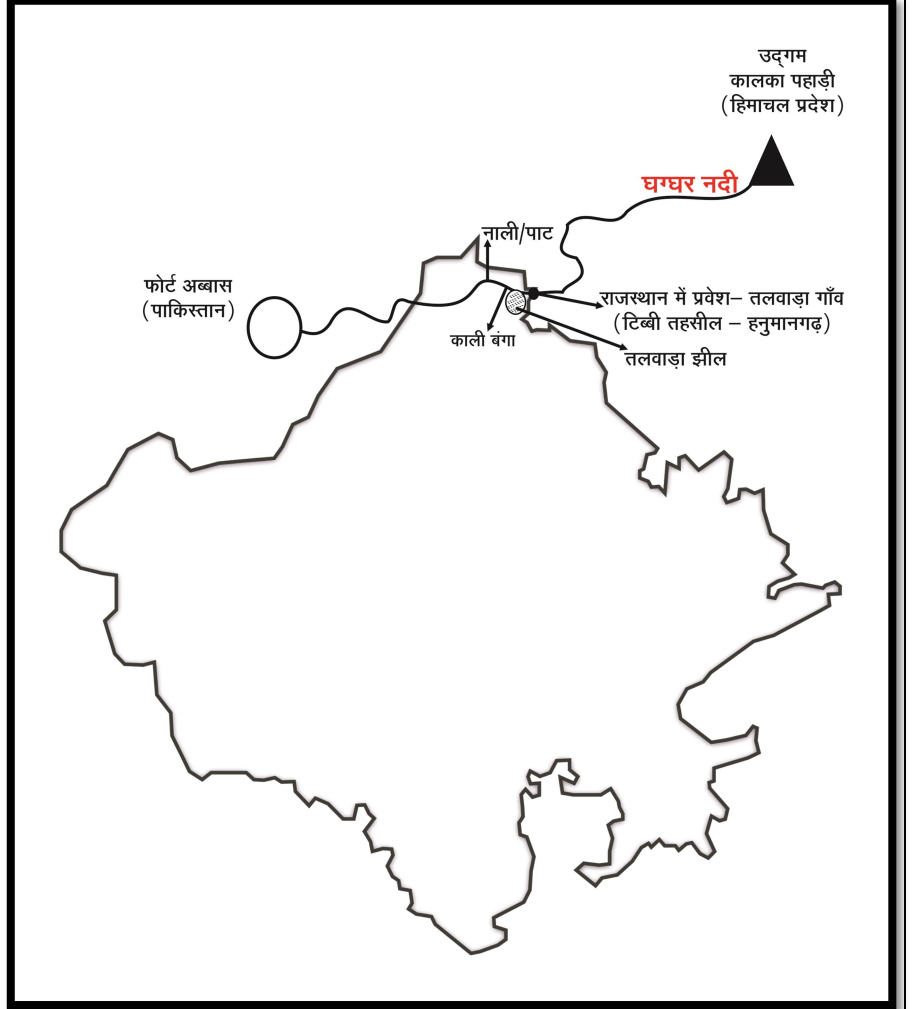 उद्गम
कालका पहाड़ी
(हिमाचल प्रदेश)
घग्घर नदी
नाली/पाट
फोर्ट अब्बास
(पाकिस्तान)
राजस्थान में प्रवेश– तलवाड़ा गाँव
(टिब्बी तहसील – हनुमानगढ़)
काली बंगा
तलवाड़ा झील